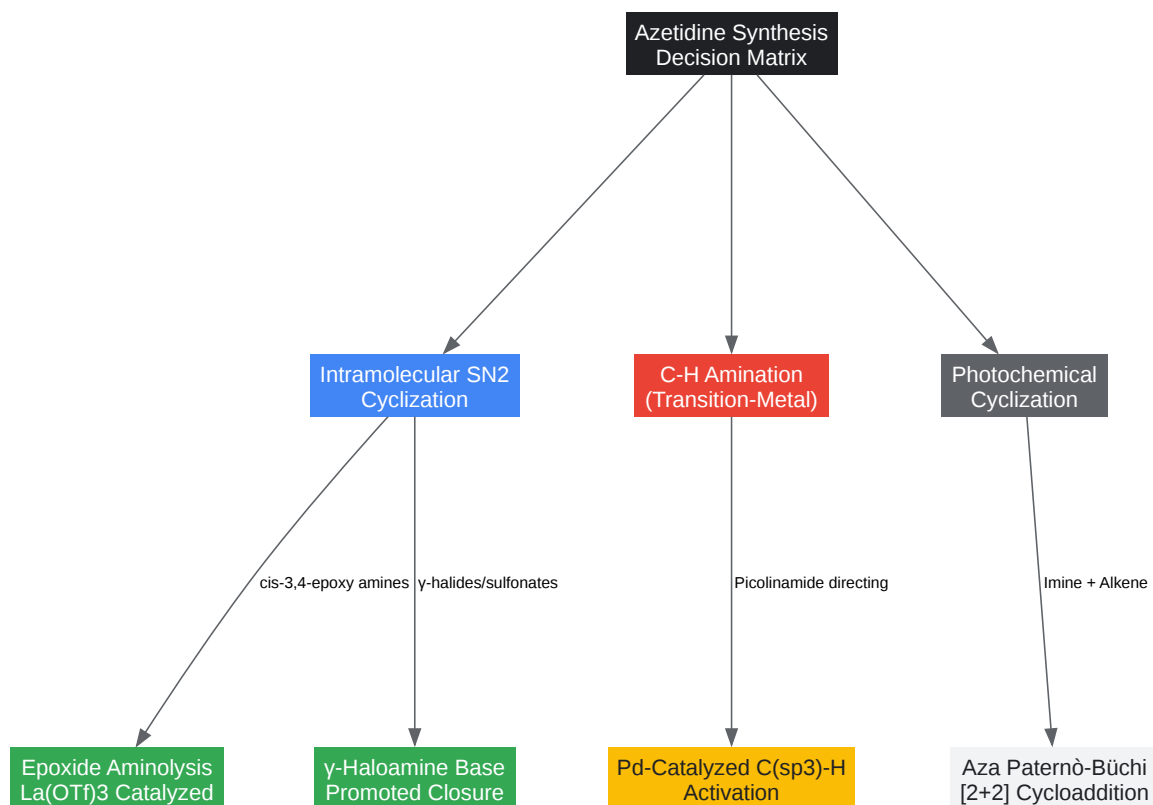 Azetidine Synthesis
Decision Matrix
Intramolecular SN2
Cyclization
C-H Amination
(Transition-Metal)
Photochemical
Cyclization
cis-3,4-epoxy amines
γ-halides/sulfonates
Picolinamide directing
Imine + Alkene
Epoxide Aminolysis
La(OTf)3 Catalyzed
γ-Haloamine Base
Promoted Closure
Pd-Catalyzed C(sp3)-H
Activation
Aza Paternò-Büchi
[2+2] Cycloaddition